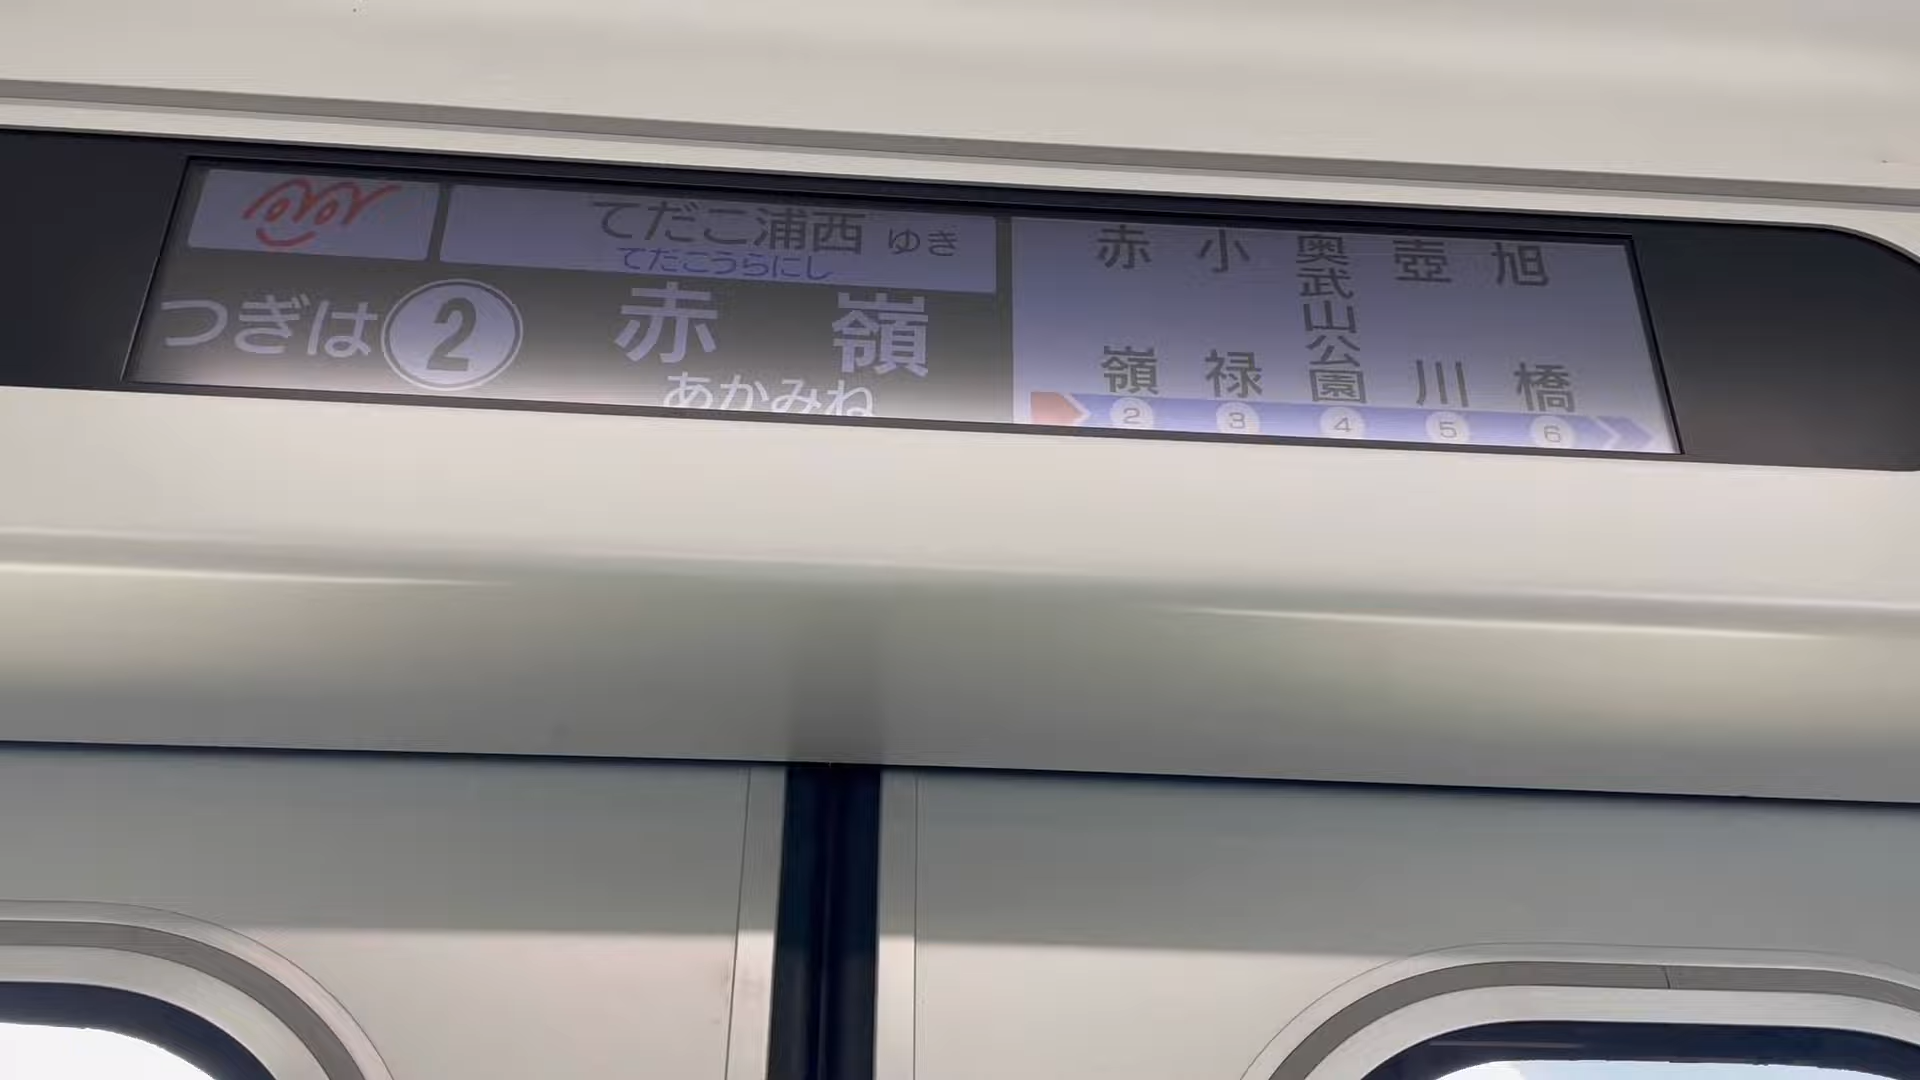 てだこ浦西 ゆき
てだこうらにし
つぎは ② 赤嶺
あかみね
赤嶺
小禄
奥武山公園
壺川
旭橋
2 3 4 5 6